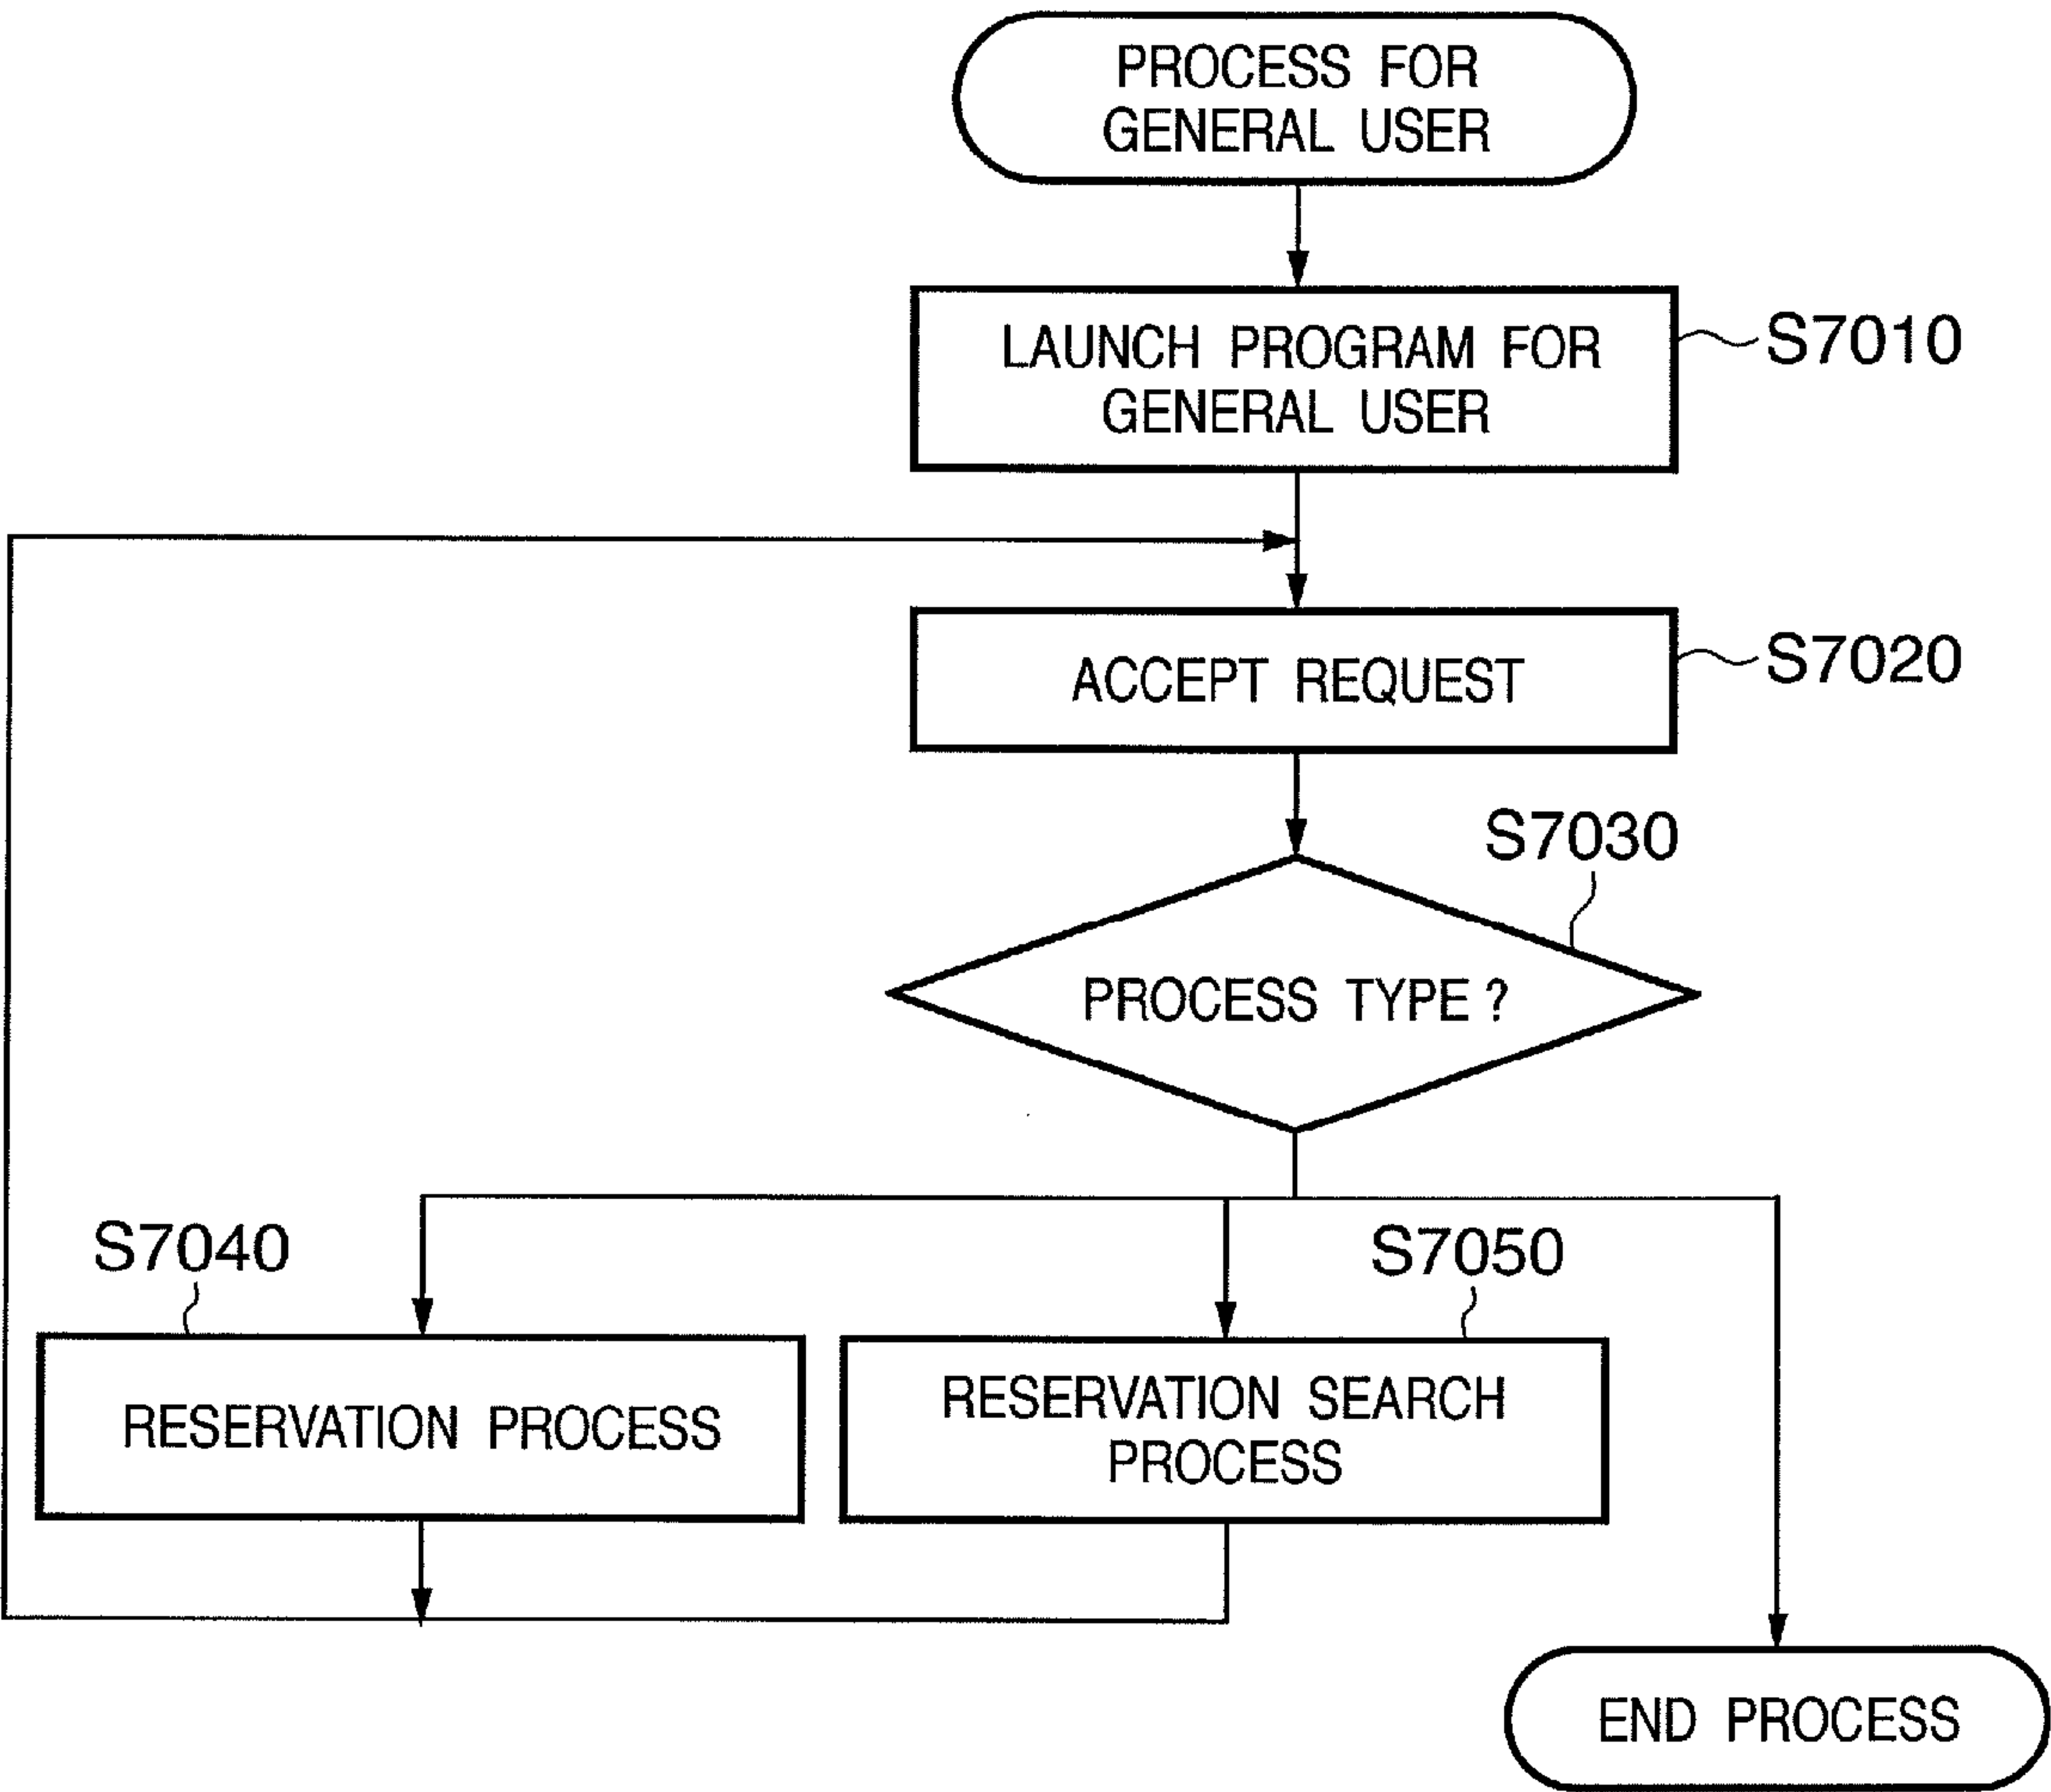 PROCESS FOR
GENERAL USER
LAUNCH PROGRAM FOR
GENERAL USER
S7010
ACCEPT REQUEST
S7020
S7030
PROCESS TYPE ?
S7040
S7050
RESERVATION PROCESS
RESERVATION SEARCH
PROCESS
END PROCESS